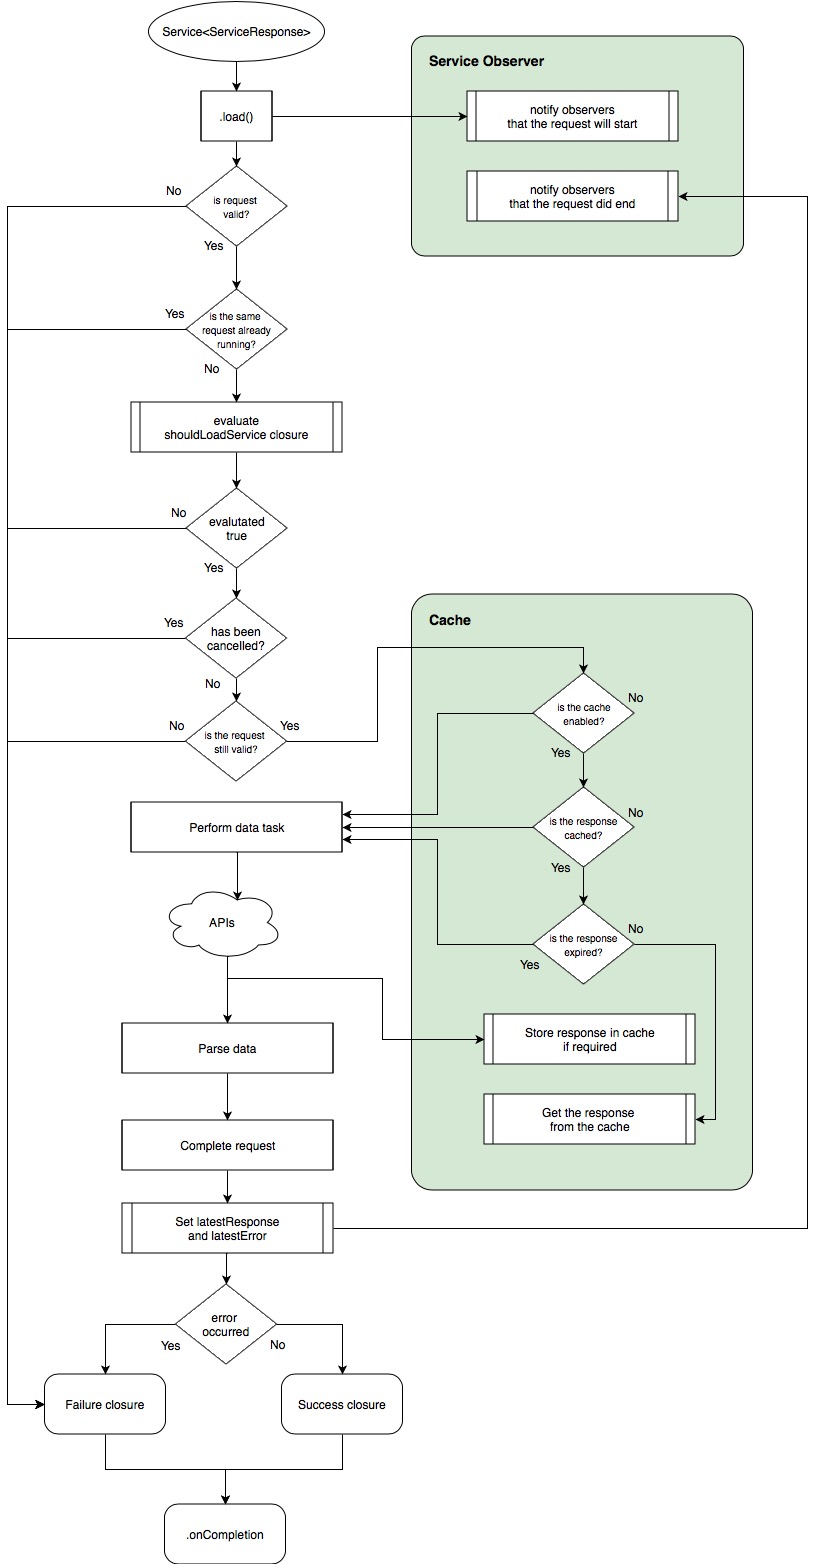 Service<ServiceResponse>
Service Observer
.load()
notify observers
that the request will start
notify observers
that the request did end
No
is request
valid?
Yes
Yes
is the same
request already
running?
No
evaluate
shouldLoadService closure
No
evalutated
true
Yes
Yes
has been
cancelled?
No
No
is the request
still valid?
Yes
Cache
is the cache
enabled?
No
Yes
is the response
cached?
No
Yes
is the response
expired?
No
Yes
Perform data task
APIs
Store response in cache
if required
Get the response
from the cache
Parse data
Complete request
Set latestResponse
and latestError
error
occurred
Yes
No
Failure closure
Success closure
.onCompletion